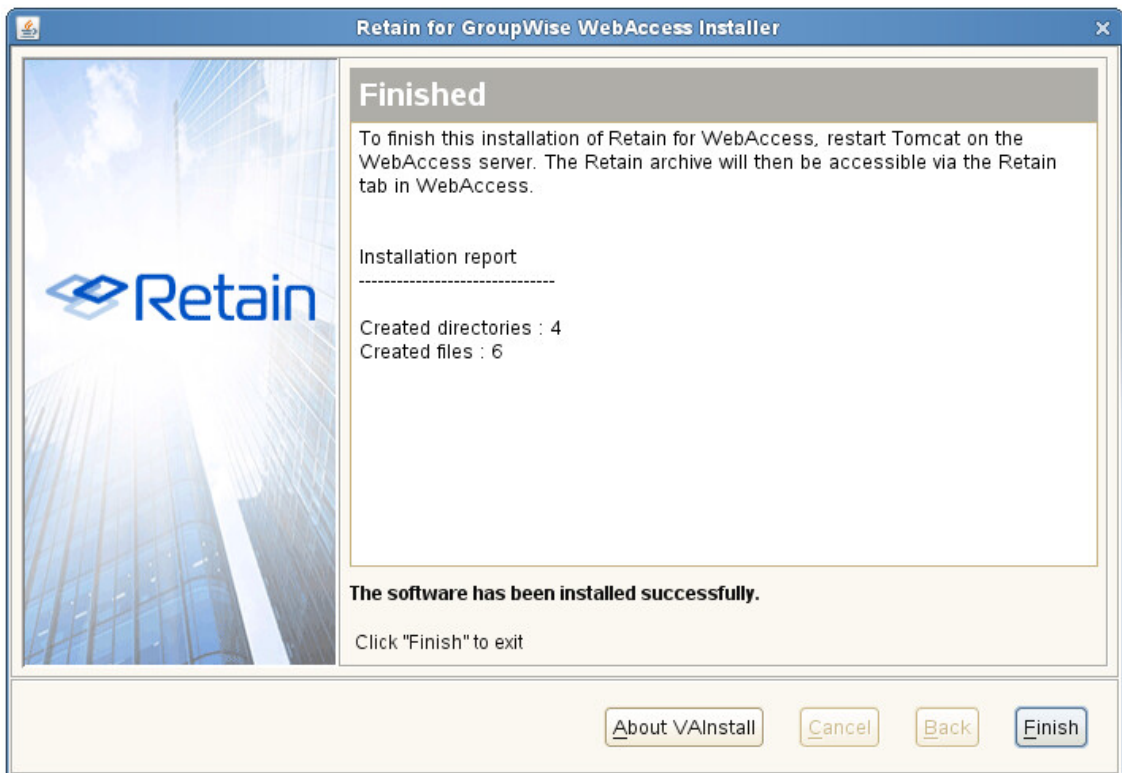 Retain for GroupWise WebAccess Installer
Finished
To finish this installation of Retain for WebAccess, restart Tomcat on the
WebAccess server. The Retain archive will then be accessible via the Retain
tab in WebAccess.
Installation report
-------------------------------
Created directories : 4
Created files : 6
Retain
The software has been installed successfully.
Click "Finish" to exit
About VAInstall
Cancel
Back
Finish